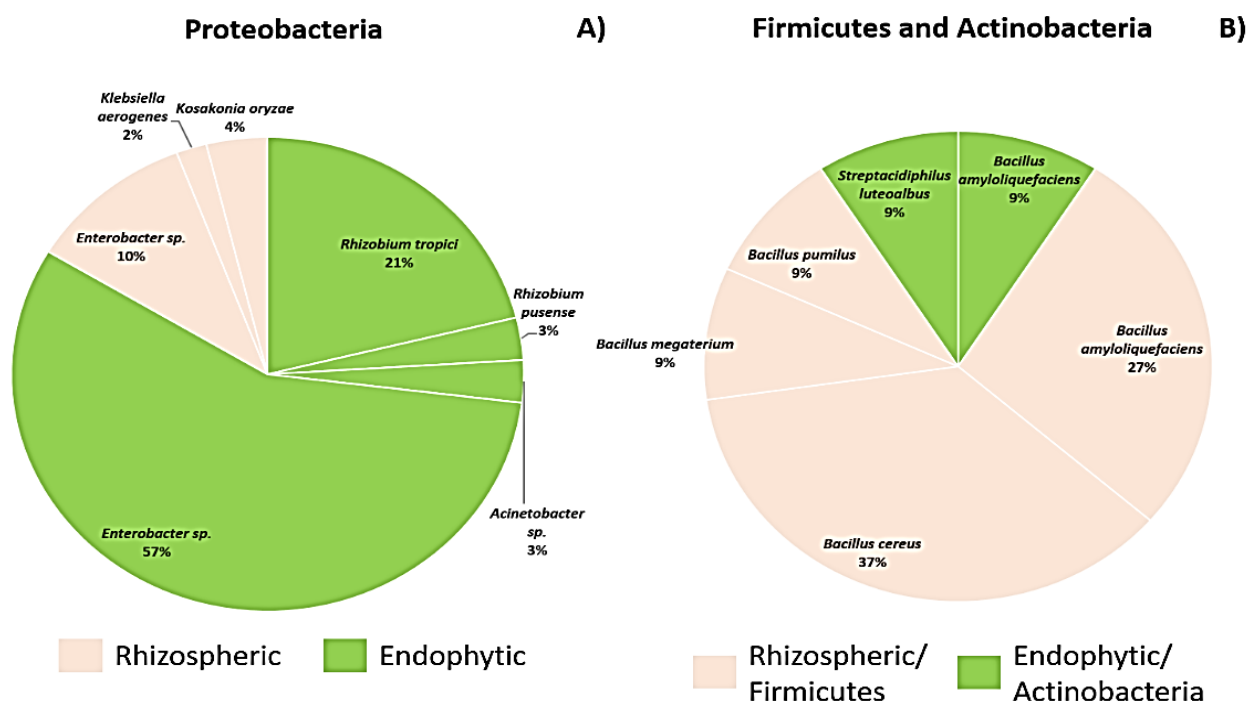 Proteobacteria
A)
Klebsiella
aerogenes
2%
Kosakonia oryzae
4%
Enterobacter sp.
10%
Rhizobium tropici
21%
Rhizobium
pusense
3%
Acinetobacter
sp.
3%
Enterobacter sp.
57%
Rhizospheric
Endophytic
Firmicutes and Actinobacteria
B)
Streptacidiphilus
luteoalbus
9%
Bacillus
amyloliquefaciens
9%
Bacillus pumilus
9%
Bacillus megaterium
9%
Bacillus
amyloliquefaciens
27%
Bacillus cereus
37%
Rhizospheric/
Firmicutes
Endophytic/
Actinobacteria